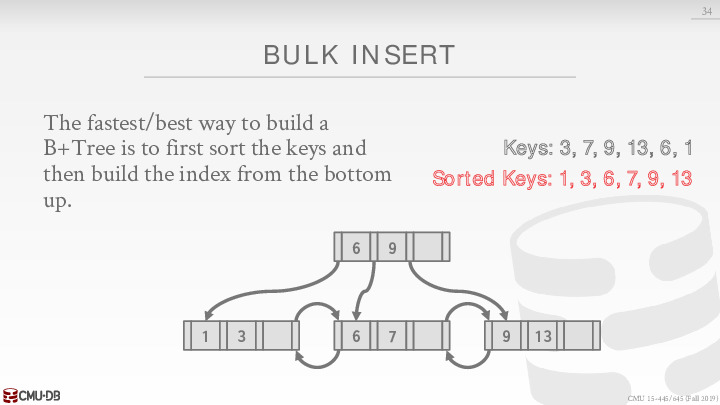 34
BULK INSERT
The fastest/best way to build a
B+Tree is to first sort the keys and
then build the index from the bottom
up.
Keys: 3, 7, 9, 13, 6, 1
Sorted Keys: 1, 3, 6, 7, 9, 13
6 9
1 3 6 7 9 13
CMU·DB
CMU 15-445/645 (Fall 2019)